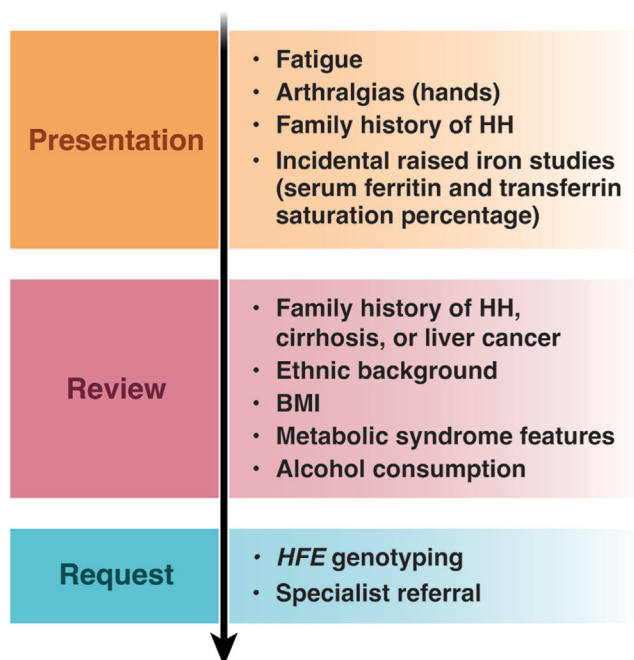 Presentation
• Fatigue
• Arthralgias (hands)
• Family history of HH
• Incidental raised iron studies
(serum ferritin and transferrin
saturation percentage)
Review
• Family history of HH,
cirrhosis, or liver cancer
• Ethnic background
• BMI
• Metabolic syndrome features
• Alcohol consumption
Request
• HFE genotyping
• Specialist referral